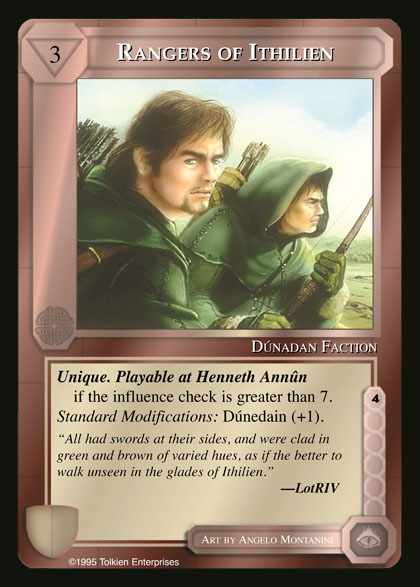 3
RANGERS OF ITHILIEN
DÚNADAN FACTION
Unique. Playable at Henneth Annûn
if the influence check is greater than 7.
Standard Modifications: Dúnedain (+1).
4
“All had swords at their sides, and were clad in
green and brown of varied hues, as if the better to
walk unseen in the glades of Ithilien.”
—LotRIV
ART BY ANGELO MONTANINI
©1995 Tolkien Enterprises